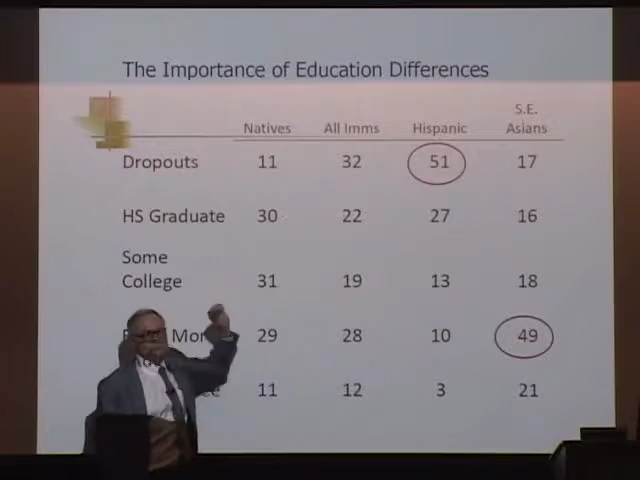 The Importance of Education Differences
S.E.
Natives All Imms Hispanic Asians
Dropouts 11 32 51 17
HS Graduate 30 22 27 16
Some
College 31 19 13 18
29 28 10 49
11 12 3 21